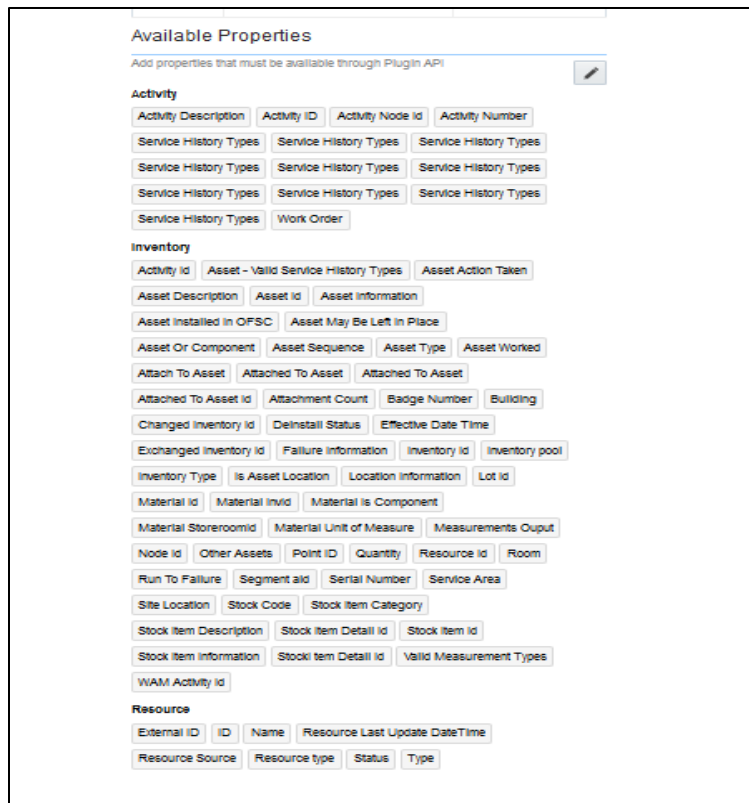 Available Properties
Add properties that must be available through Plugin API
Activity
Activity Description Activity ID Activity Node Id Activity Number
Service History Types Service History Types Service History Types
Service History Types Service History Types Service History Types
Service History Types Service History Types Service History Types
Service History Types Work Order
Inventory
Activity Id Asset - Valid Service History Types Asset Action Taken
Asset Description Asset Id Asset Information
Asset Installed In OFSC Asset May Be Left In Place
Asset Or Component Asset Sequence Asset Type Asset Worked
Attach To Asset Attached To Asset Attached To Asset
Attached To Asset Id Attachment Count Badge Number Building
Changed Inventory Id Deinstall Status Effective Date Time
Exchanged Inventory Id Failure Information Inventory Id Inventory pool
Inventory Type Is Asset Location Location Information Lot Id
Material Id Material Invid Material Is Component
Material Storeroomid Material Unit of Measure Measurements Ouput
Node Id Other Assets Point ID Quantity Resource Id Room
Run To Failure Segment aid Serial Number Service Area
Site Location Stock Code Stock Item Category
Stock Item Description Stock Item Detail Id Stock Item Id
Stock Item Information Stocki tem Detail Id Valid Measurement Types
WAM Activity Id
Resource
External ID ID Name Resource Last Update DateTime
Resource Source Resource type Status Type